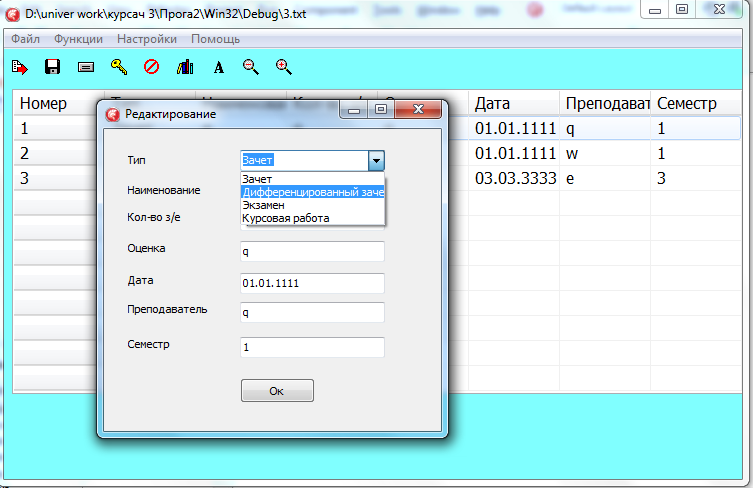 D:\univer work\курсач 3\Прога2\Win32\Debug\3.txt
Файл Функции Настройки Помощь
A
Номер Дата Преподават Семестр
1 01.01.1111 q 1
2 01.01.1111 w 1
3 03.03.3333 e 3
Редактирование
Тип Зачет
Зачет
Дифференцированный заче
Экзамен
Курсовая работа
Наименование
Кол-во з/е
Оценка q
Дата 01.01.1111
Преподаватель q
Семестр 1
Ок